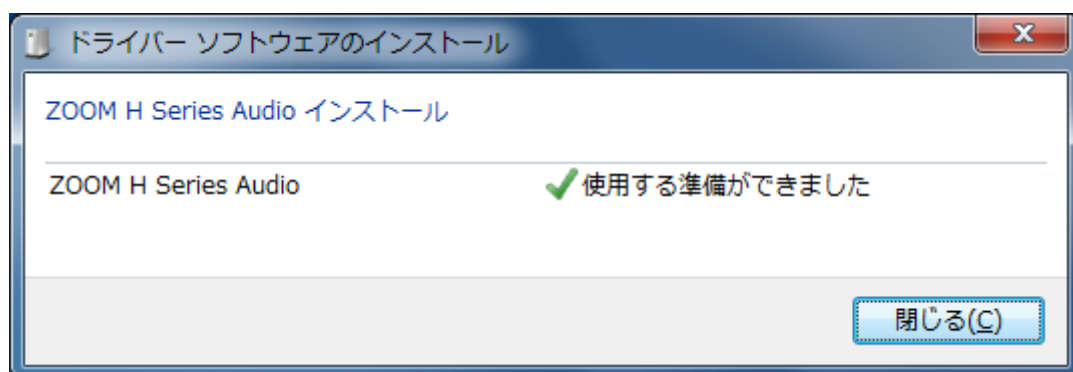 ドライバー ソフトウェアのインストール
x
ZOOM H Series Audio インストール
ZOOM H Series Audio 使用する準備ができました
閉じる(C)